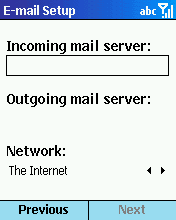 E-mail Setup abc
Incoming mail server:
Outgoing mail server:
Network:
The Internet
Previous Next